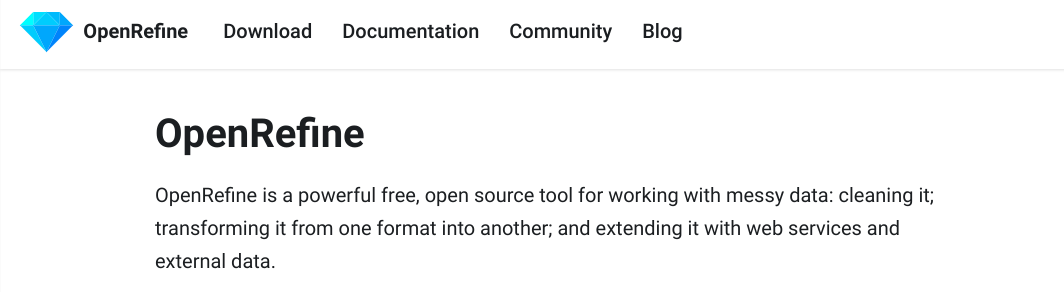 OpenRefine Download Documentation Community Blog
OpenRefine
OpenRefine is a powerful free, open source tool for working with messy data: cleaning it;
transforming it from one format into another; and extending it with web services and
external data.